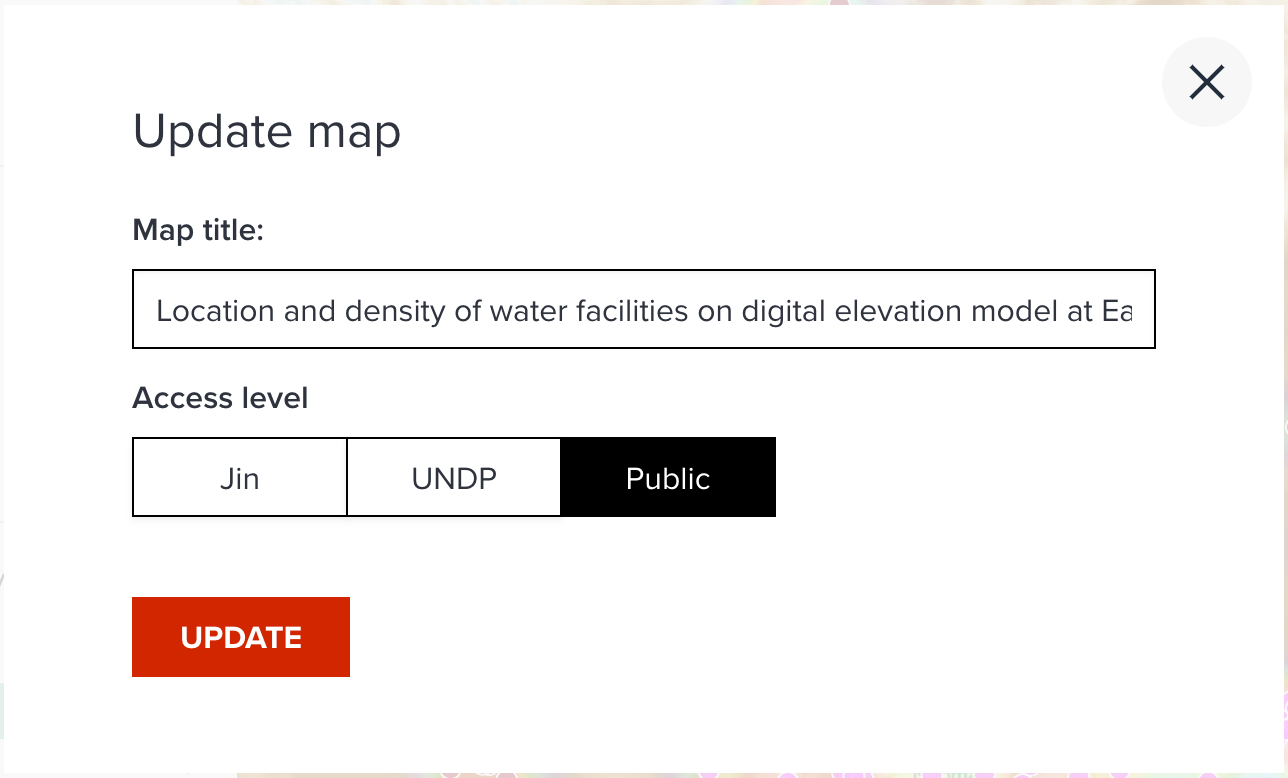 Update map
Map title:
Location and density of water facilities on digital elevation model at Ea
Access level
Jin UNDP Public
UPDATE